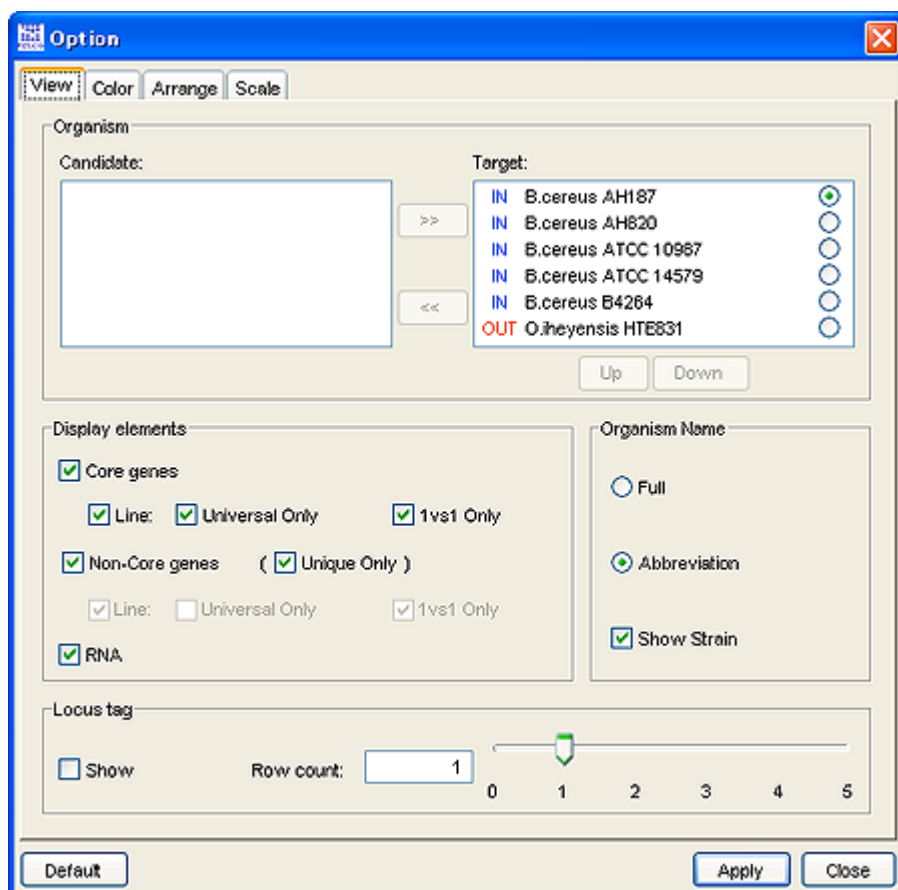 Option
View Color Arrange Scale
Organism
Candidate: Target:
>>
<<
IN B.cereus AH187
IN B.cereus AH820
IN B.cereus ATCC 10987
IN B.cereus ATCC 14579
IN B.cereus B4264
OUT O.iheyensis HTE831
Up Down
Display elements
Core genes
Line: Universal Only 1vs1 Only
Non-Core genes ( Unique Only )
Line: Universal Only 1vs1 Only
RNA
Organism Name
Full
Abbreviation
Show Strain
Locus tag
Show Row count: 1
0 1 2 3 4 5
Default Apply Close